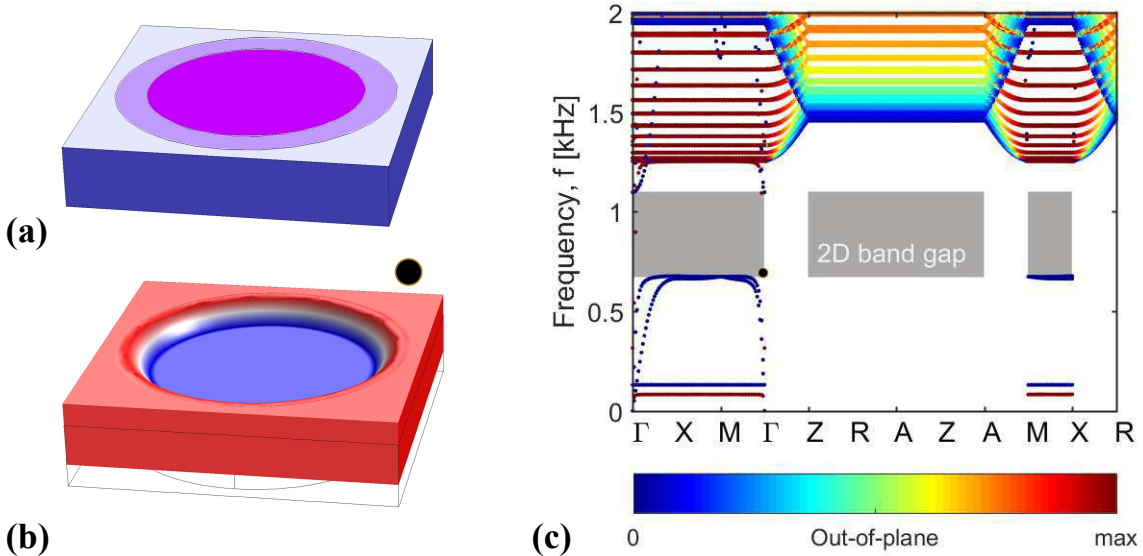 (a)
(b)
(c)
Frequency, f [kHz]
2
1.5
1
0.5
0
2D band gap
Γ X M Γ Z R A Z A M X R
0 Out-of-plane max